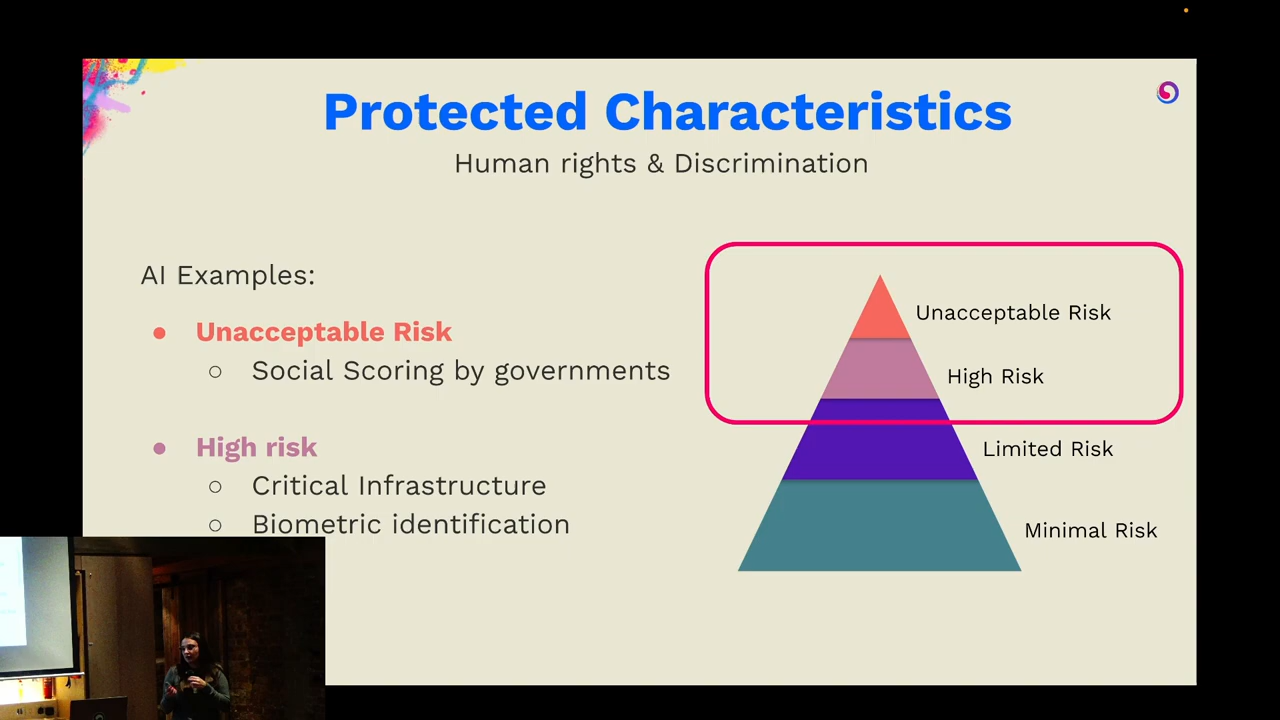 Protected Characteristics
Human rights & Discrimination
AI Examples:
● Unacceptable Risk
○ Social Scoring by governments
● High risk
○ Critical Infrastructure
○ Biometric identification
Unacceptable Risk
High Risk
Limited Risk
Minimal Risk